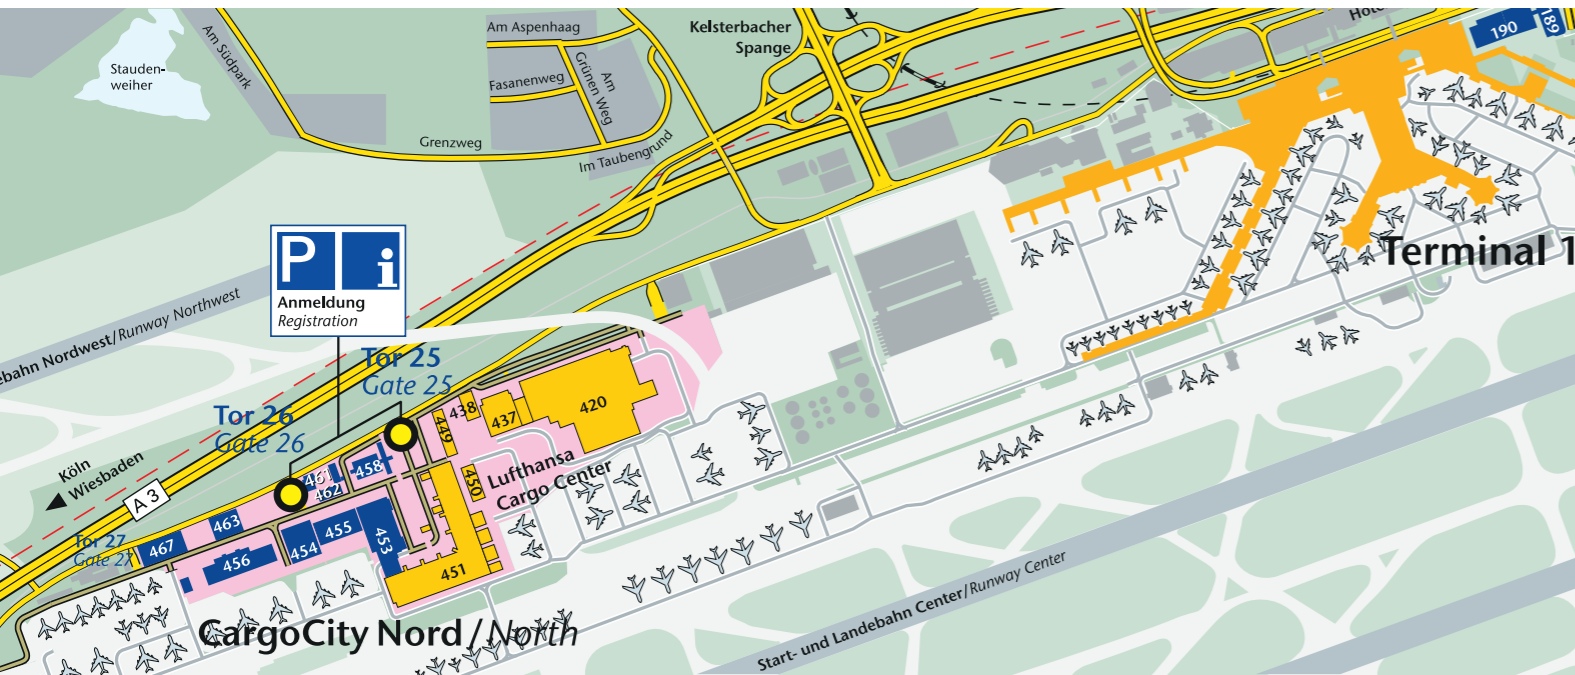 Am Südpark
Stauden-
weiher
Am Aspenhaag
Fasanenweg
Am
Grünen Weg
Grenzweg
Im Taubengrund
Kelsterbacher
Spange
190
189
Terminal 1
P i
Anmeldung
Registration
ebahn Nordwest/Runway Northwest
Tor 25
Gate 25
Tor 26
Gate 26
Köln
Wiesbaden
A 3
Tor 27
Gate 27
420
437
438
449
450
451
453
454
455
456
458
461
462
463
467
Lufthansa
Cargo Center
CargoCity Nord/North
Start- und Landebahn Center/Runway Center